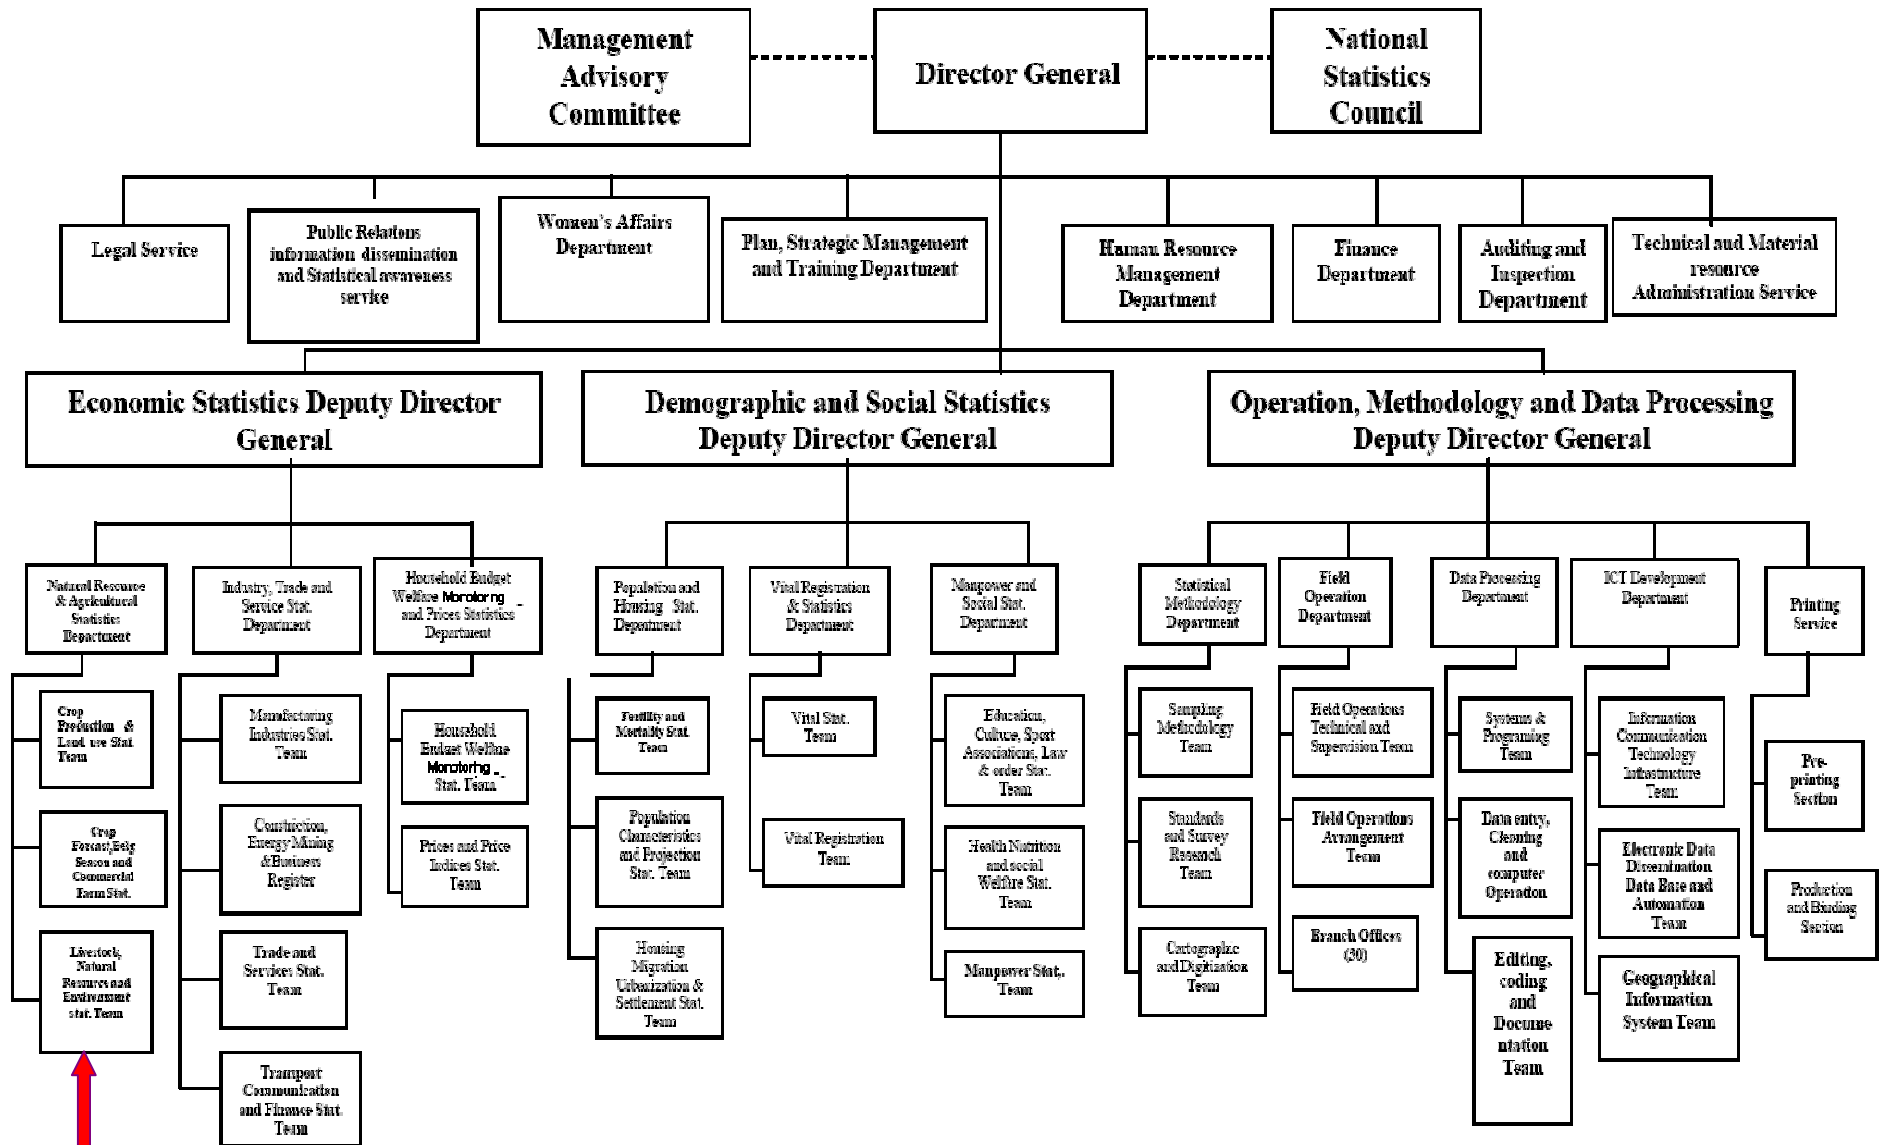 Management
Advisory
Committee
Director General
National
Statistics
Council
Legal Service
Public Relations
information dissemination
and Statistical awareness
service
Women's Affairs
Department
Plan, Strategic Management
and Training Department
Human Resource
Management
Department
Finance
Department
Auditing and
Inspection
Department
Technical and Material
resource
Administration Service
Economic Statistics Deputy Director
General
Demographic and Social Statistics
Deputy Director General
Operation, Methodology and Data Processing
Deputy Director General
Natural Resource
& Agricultural
Statistics
Department
Industry, Trade and
Service Stat.
Department
Household Budget
Welfare Monotorng _
and Prices Statistics
Department
Population and
Housing Stat.
Department
Vital Registration
& Statistics
Department
Manpower and
Social Stat.
Department
Statistical
Methodology
Department
Field
Operation
Department
Data Processing
Department
ICT Development
Department
Printing
Service
Crop
Production &
Land use Stat.
Team
Manufacturing
Industries Stat.
Team
Household
Budget Welfare
Monotoring _
Stat. Team
Fertility and
Mortality Stat.
Team
Vital Stat.
Team
Education,
Culture, Sport
Associations, Law
& order Stat.
Team
Sampling
Methodology
Team
Field Operations
Technical and
Supervision Team
Systems &
Programing
Team
Information
Communication
Technology
Infrastructure
Team
Pre-
printing
Section
Crop
Forcast,Belg
Season and
Commercial
Farm Stat.
Constriction,
Energy Mining
&Business
Register
Prices and Price
Indices Stat.
Team
Population
Characteristics
and Projection
Stat. Team
Vital Registration
Team
Health Nutrition
and social
Welfare Stat.
Team
Standards
and Survey
Research
Team
Field Operations
Arrangement
Team
Data entry,
Cleaning
and
computer
Operation
Electronic Data
Dissemination
Data Base and
Automation
Team
Production
and Binding
Section
Livestock,
Natural
Resource and
Environment
stat. Team
Trade and
Services Stat.
Team
Housing
Migration
Urbanization &
Settlement Stat.
Team
Manpower Stat,.
Team
Cartographic
and Digitization
Team
Branch Offices
(30)
Editing,
coding
and
Docume
ntation
Team
Geographical
Information
System Team
Transport
Communication
and Finance Stat.
Team